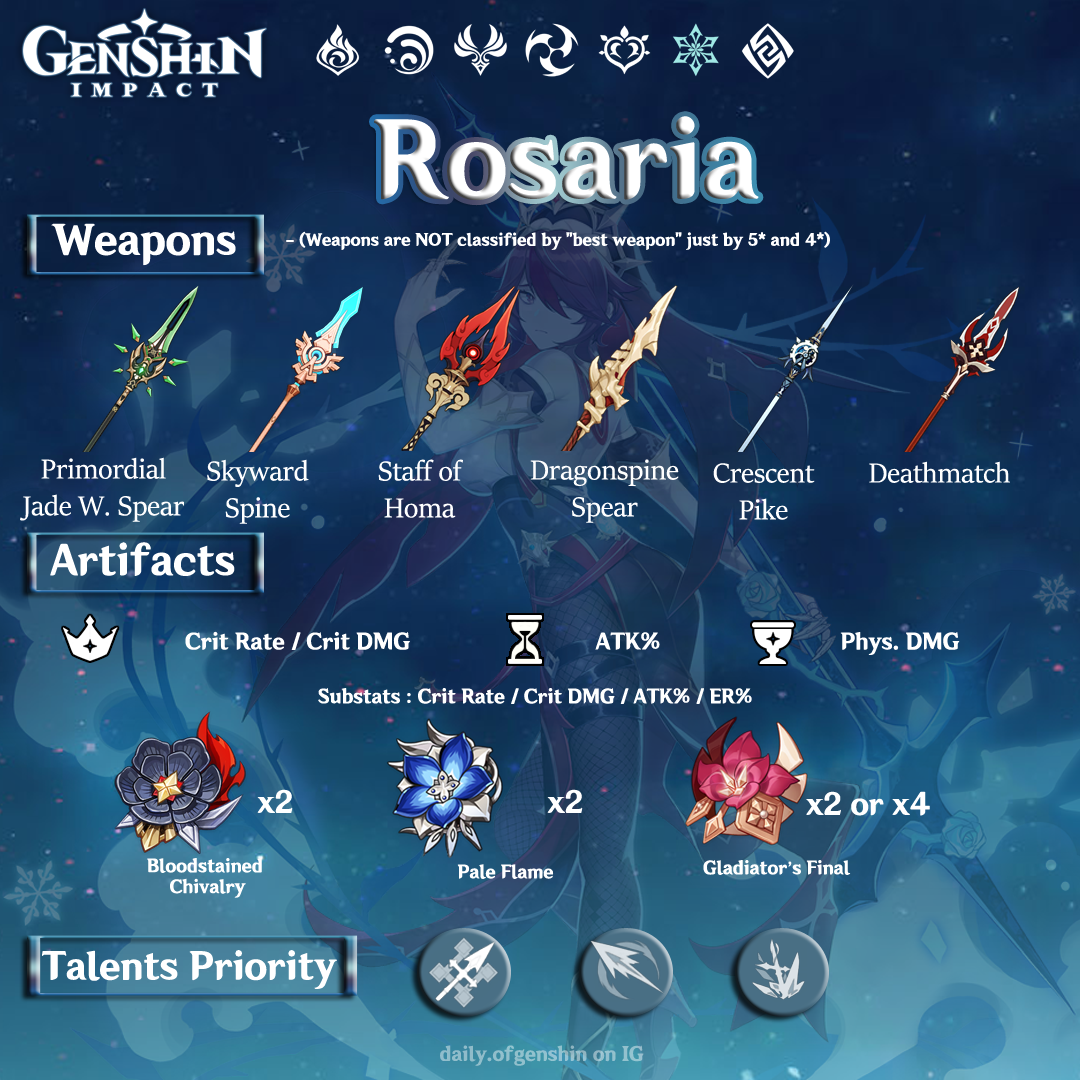 GENSHIN
IMPACT
Rosaria
Weapons
- (Weapons are NOT classified by "best weapon" just by 5* and 4*)
Primordial
Jade W. Spear
Skyward
Spine
Staff of
Homa
Dragonspine
Spear
Crescent
Pike
Deathmatch
Artifacts
Crit Rate / Crit DMG
ATK%
Phys. DMG
Substats : Crit Rate / Crit DMG / ATK% / ER%
x2
x2
x2 or x4
Bloodstained
Chivalry
Pale Flame
Gladiator's Final
Talents Priority
daily.ofgenshin on IG